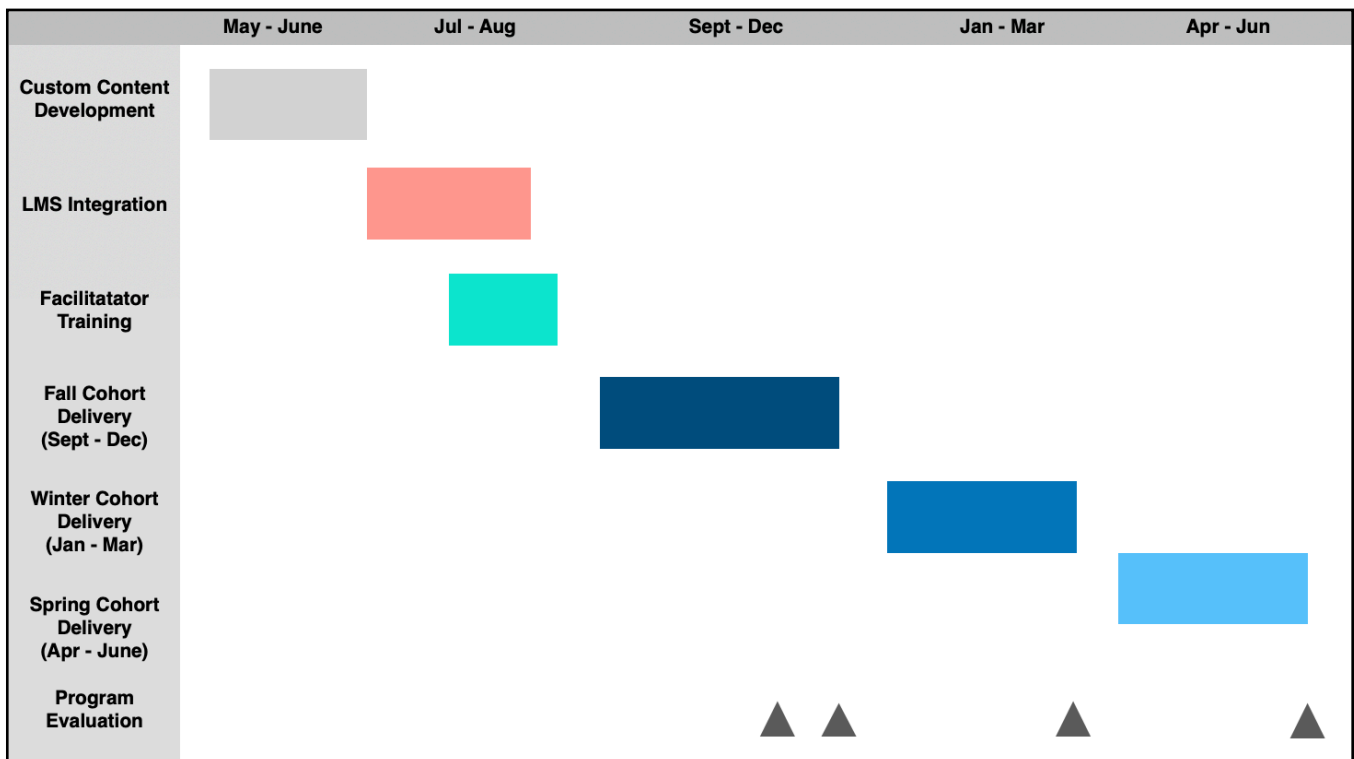 May - June
Jul - Aug
Sept - Dec
Jan - Mar
Apr - Jun
Custom Content
Development
LMS Integration
Facilitatator
Training
Fall Cohort
Delivery
(Sept - Dec)
Winter Cohort
Delivery
(Jan - Mar)
Spring Cohort
Delivery
(Apr - June)
Program
Evaluation